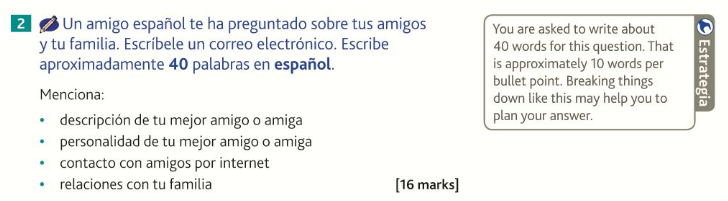 2 Un amigo español te ha preguntado sobre tus amigos
y tu familia. Escríbele un correo electrónico. Escribe
aproximadamente 40 palabras en español.
Menciona:
• descripción de tu mejor amigo o amiga
• personalidad de tu mejor amigo o amiga
• contacto con amigos por internet
• relaciones con tu familia [16 marks]
You are asked to write about
40 words for this question. That
is approximately 10 words per
bullet point. Breaking things
down like this may help you to
plan your answer.
Estrategia